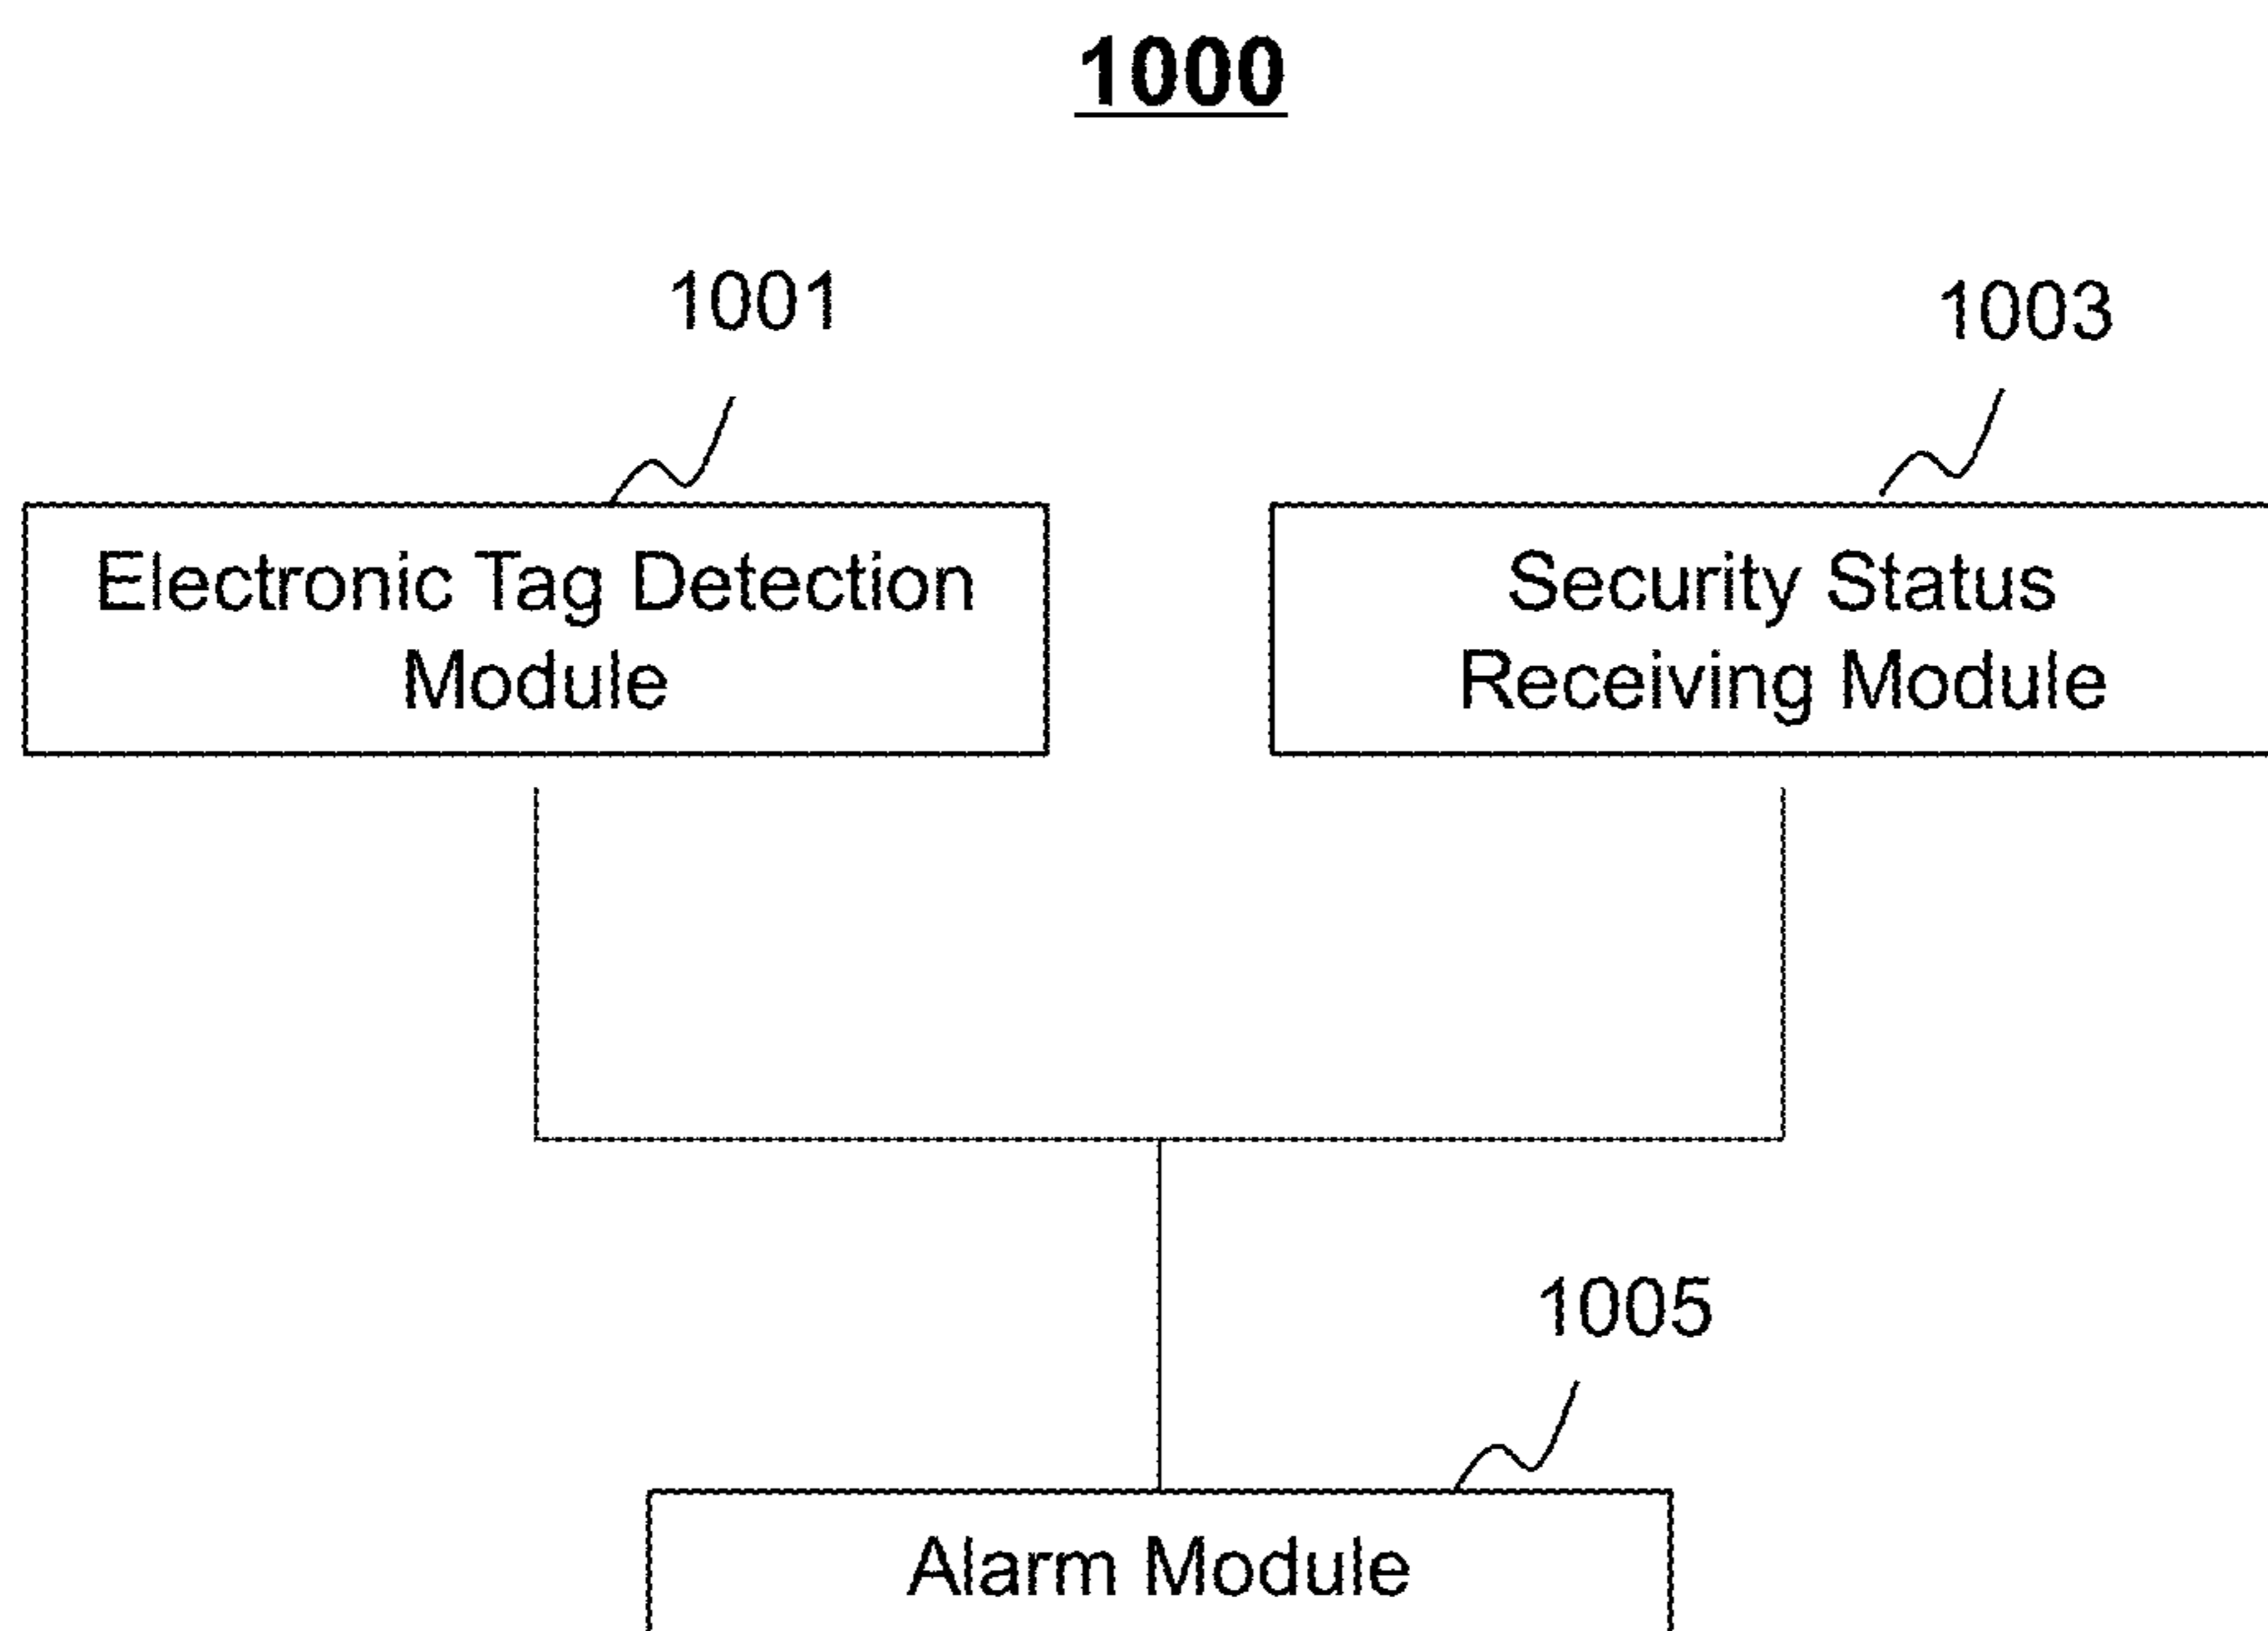 1000
1001
1003
Electronic Tag Detection
Module
Security Status
Receiving Module
1005
Alarm Module